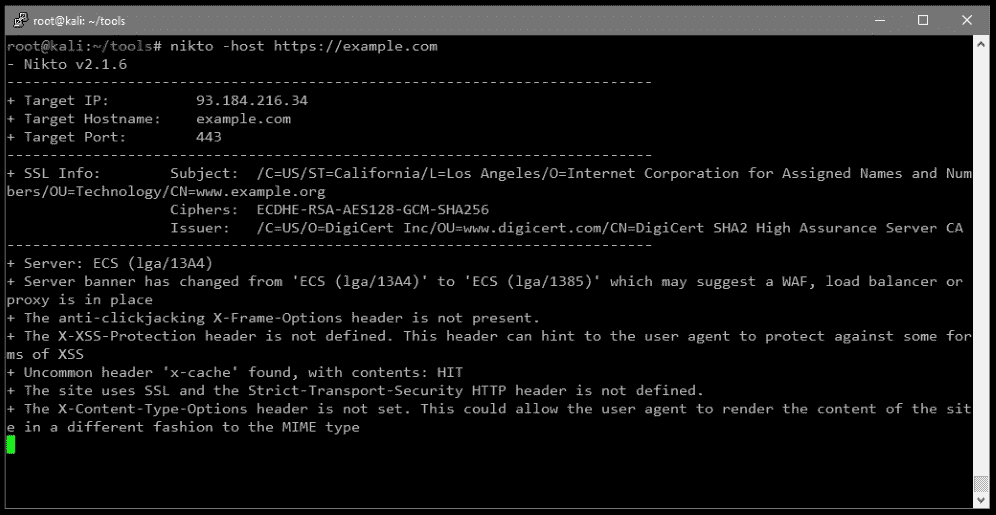 root@kali: ~/tools
root@kali:~/tools# nikto -host https://example.com
- Nikto v2.1.6
---------------------------------------------------------------------------
+ Target IP:          93.184.216.34
+ Target Hostname:    example.com
+ Target Port:        443
---------------------------------------------------------------------------
+ SSL Info:        Subject:  /C=US/ST=California/L=Los Angeles/O=Internet Corporation for Assigned Names and Num
bers/OU=Technology/CN=www.example.org
                   Ciphers:  ECDHE-RSA-AES128-GCM-SHA256
                   Issuer:   /C=US/O=DigiCert Inc/OU=www.digicert.com/CN=DigiCert SHA2 High Assurance Server CA
---------------------------------------------------------------------------
+ Server: ECS (lga/13A4)
+ Server banner has changed from 'ECS (lga/13A4)' to 'ECS (lga/1385)' which may suggest a WAF, load balancer or
proxy is in place
+ The anti-clickjacking X-Frame-Options header is not present.
+ The X-XSS-Protection header is not defined. This header can hint to the user agent to protect against some for
ms of XSS
+ Uncommon header 'x-cache' found, with contents: HIT
+ The site uses SSL and the Strict-Transport-Security HTTP header is not defined.
+ The X-Content-Type-Options header is not set. This could allow the user agent to render the content of the sit
e in a different fashion to the MIME type